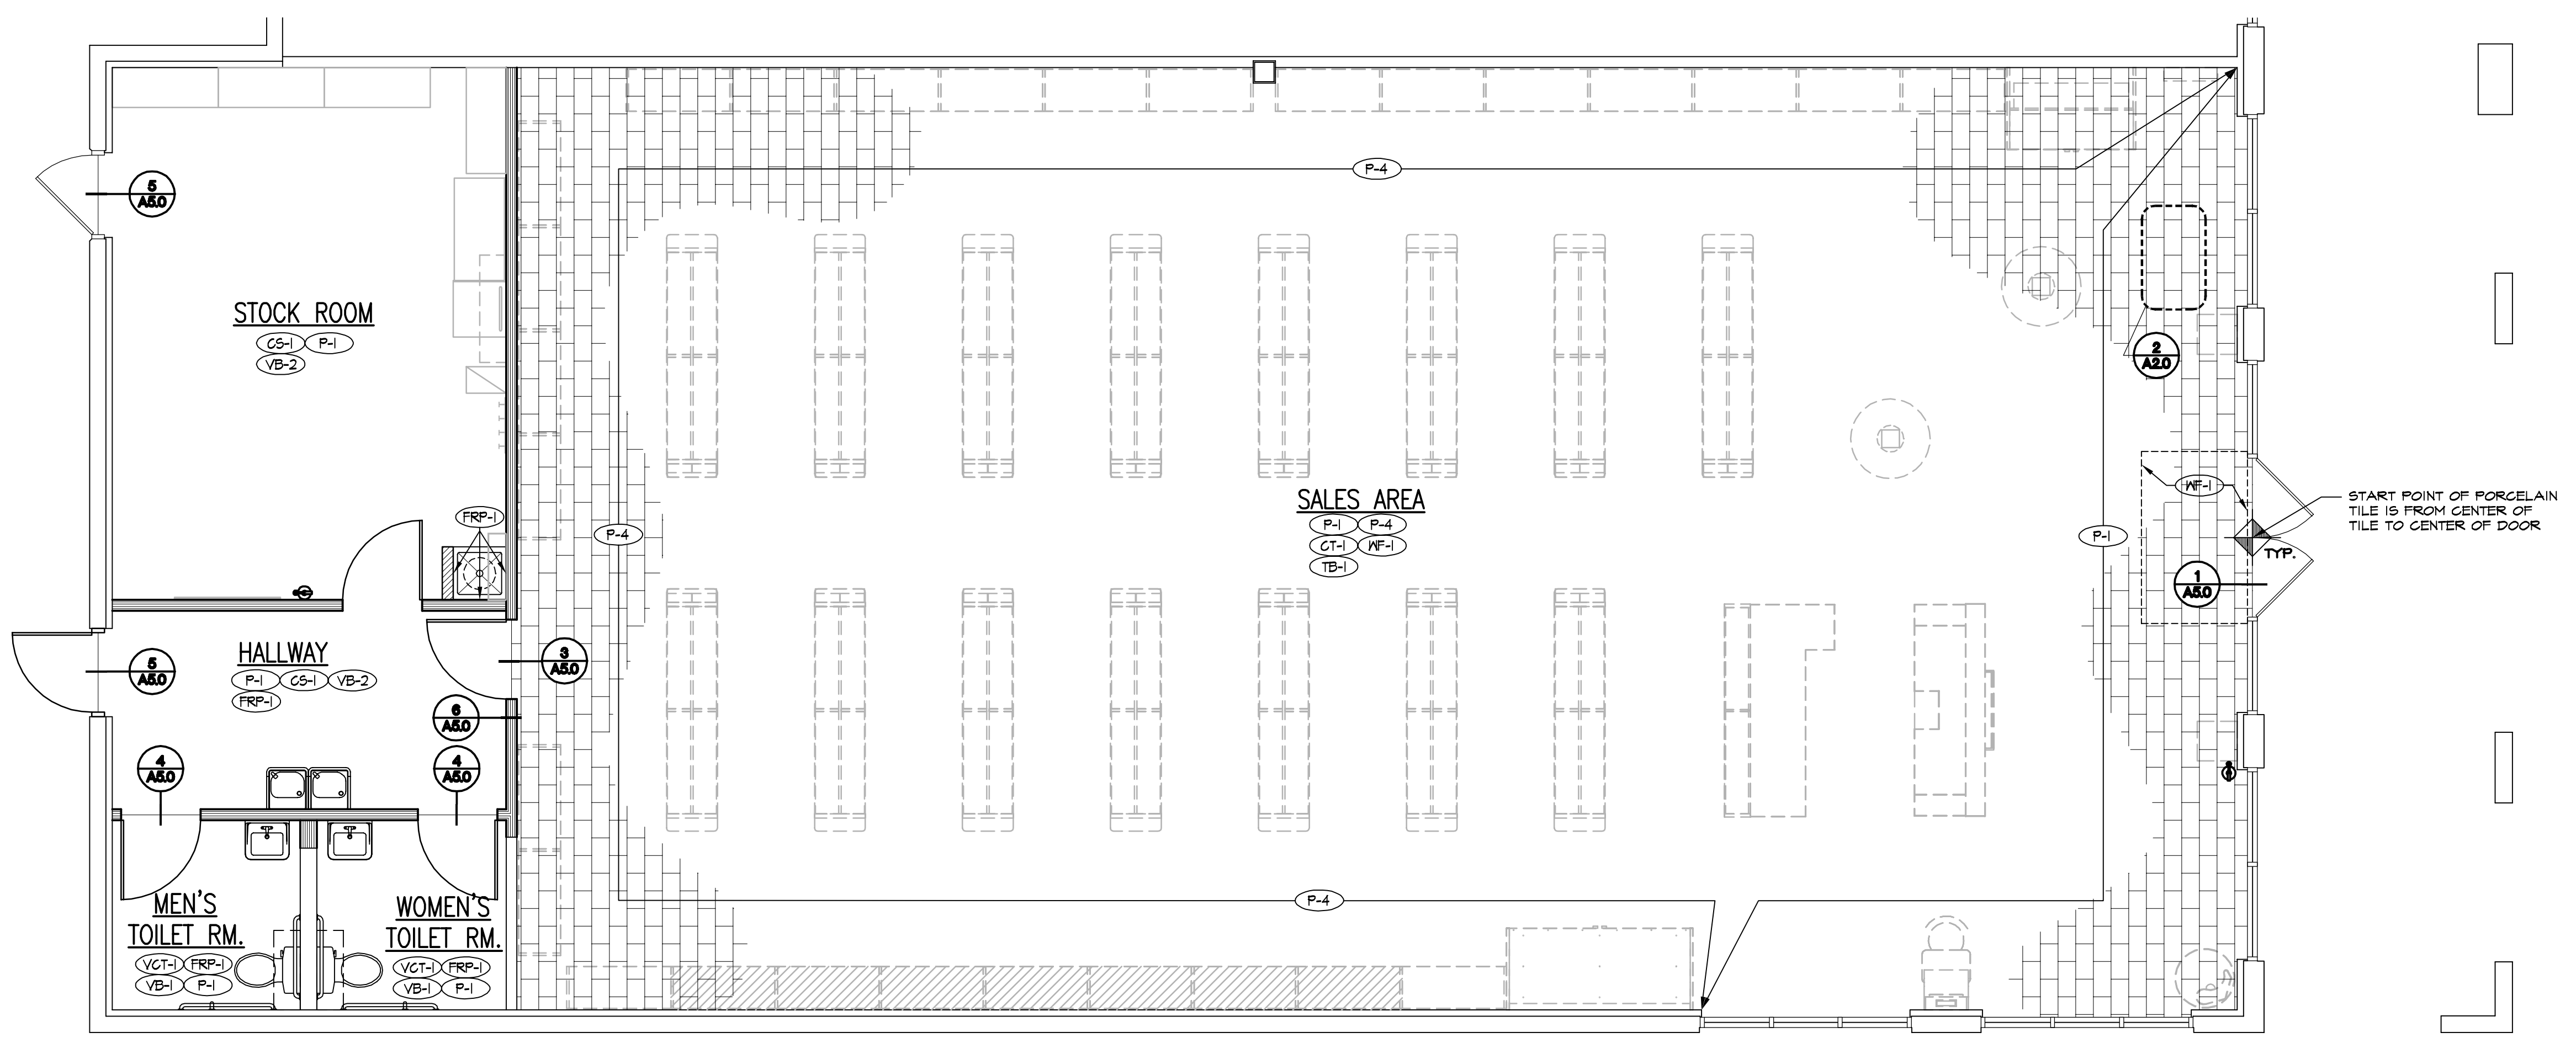 P-4
5
A5.0
STOCK ROOM
CS-1 P-1
VB-2
2
A2.0
WF-1
START POINT OF PORCELAIN
TILE IS FROM CENTER OF
TILE TO CENTER OF DOOR
TYP.
FRP-1
SALES AREA
P-1 P-4
CT-1 WF-1
TB-1
P-4
P-1
1
A5.0
HALLWAY
P-1 CS-1 VB-2
FRP-1
5
A5.0
3
A5.0
6
A5.0
4
A5.0
4
A5.0
MEN'S
TOILET RM.
VCT-1 FRP-1
VB-1 P-1
WOMEN'S
TOILET RM.
VCT-1 FRP-1
VB-1 P-1
P-4